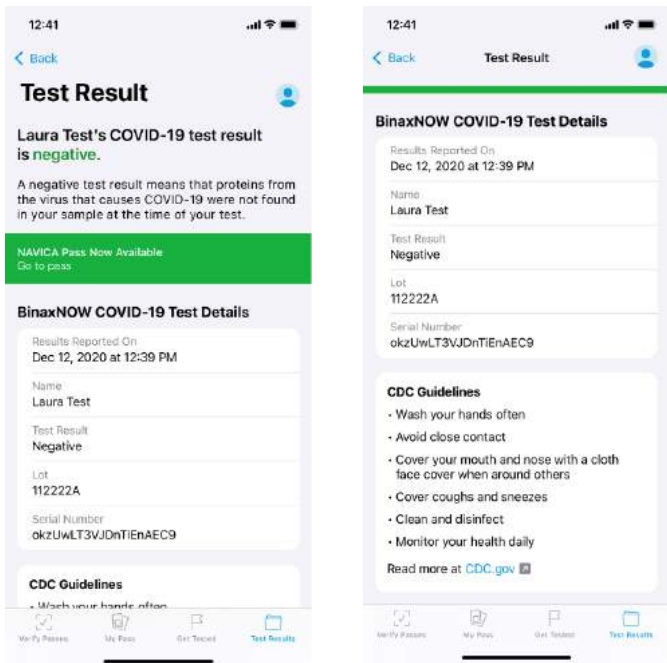 12:41
Back
Test Result
Laura Test's COVID-19 test result
is negative.
A negative test result means that proteins from
the virus that causes COVID-19 were not found
in your sample at the time of your test.
NAVICA Pass Now Available
Go to pass
BinaxNOW COVID-19 Test Details
Results Reported On
Dec 12, 2020 at 12:39 PM
Name
Laura Test
Test Result
Negative
Lot
112222A
Serial Number
okzUwLT3VJDnTiEnAEC9
CDC Guidelines
• Wash your hands often
Verify Passes
My Pass
Get Tested
Test Results
12:41
Back
Test Result
BinaxNOW COVID-19 Test Details
Results Reported On
Dec 12, 2020 at 12:39 PM
Name
Laura Test
Test Result
Negative
Lot
112222A
Serial Number
okzUwLT3VJDnTiEnAEC9
CDC Guidelines
• Wash your hands often
• Avoid close contact
• Cover your mouth and nose with a cloth
face cover when around others
• Cover coughs and sneezes
• Clean and disinfect
• Monitor your health daily
Read more at CDC.gov
Verify Passes
My Pass
Get Tested
Test Results